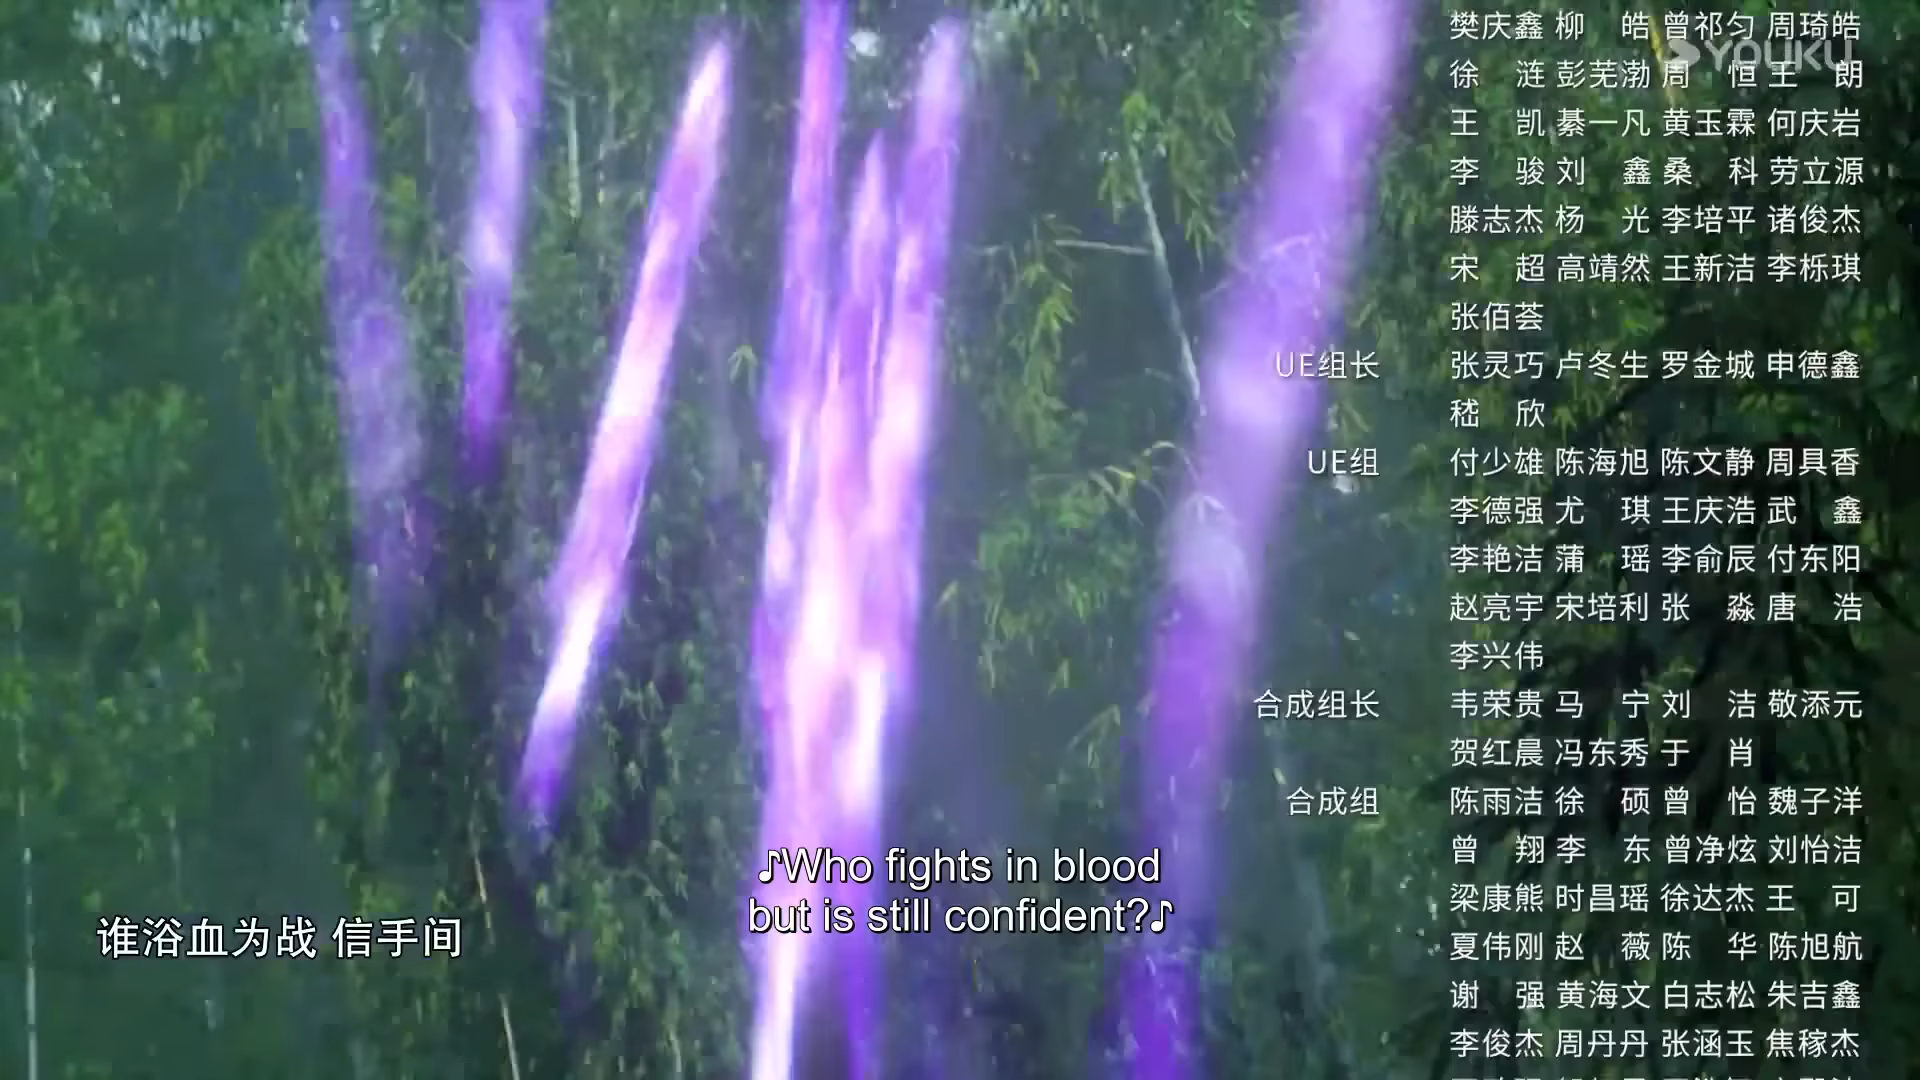 樊庆鑫 柳 皓 曾祁匀 周琦皓
YOUKU
徐 涟 彭芜渤 周 恒 王 朗
王 凯 綦一凡 黄玉霖 何庆岩
李 骏 刘 鑫 桑 科 劳立源
滕志杰 杨 光 李培平 诸俊杰
宋 超 高靖然 王新洁 李栎琪
张佰荟
UE组长 张灵巧 卢冬生 罗金城 申德鑫
嵇 欣
UE组 付少雄 陈海旭 陈文静 周具香
李德强 尤 琪 王庆浩 武 鑫
李艳洁 蒲 瑶 李俞辰 付东阳
赵亮宇 宋培利 张 淼 唐 浩
李兴伟
合成组长 韦荣贵 马 宁 刘 洁 敬添元
贺红晨 冯东秀 于 肖
合成组 陈雨洁 徐 硕 曾 怡 魏子洋
曾 翔 李 东 曾净炫 刘怡洁
梁康熊 时昌瑶 徐达杰 王 可
夏伟刚 赵 薇 陈 华 陈旭航
谢 强 黄海文 白志松 朱吉鑫
李俊杰 周丹丹 张涵玉 焦稼杰
♪Who fights in blood
but is still confident?♪
谁浴血为战 信手间